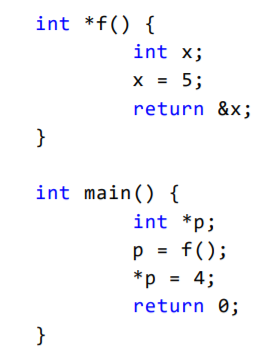 int *f() {
        int x;
        x = 5;
        return &x;
}

int main() {
        int *p;
        p = f();
        *p = 4;
        return 0;
}